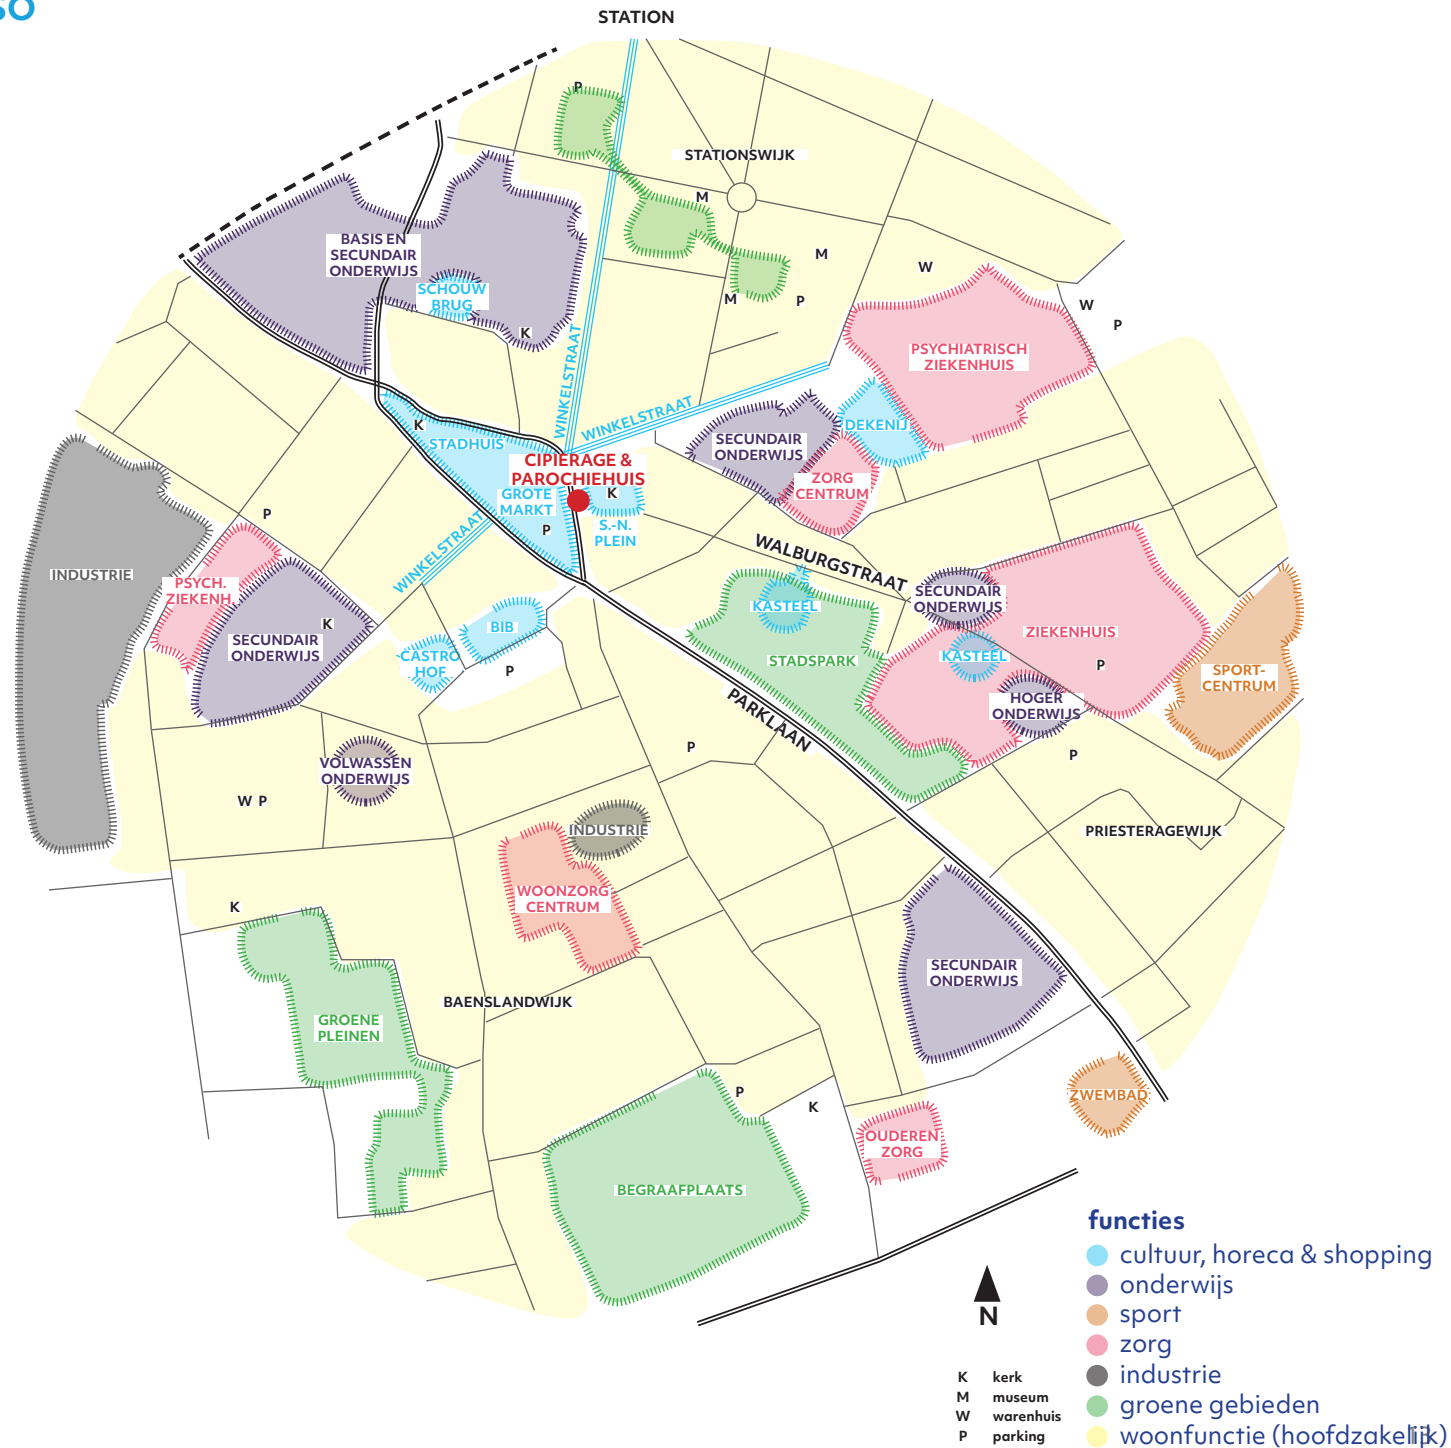 SO
STATION
P
STATIONSWIJK
M
BASIS EN
SECUNDAIR
ONDERWIJS
M
W
SCHOUW
BRUG
M
P
W
P
K
WINKELSTRAAT
PSYCHIATRISCH
ZIEKENHUIS
WINKELSTRAAT
K
STADHUIS
DEKENIJ
SECUNDAIR
ONDERWIJS
CIPIERAGE &
PAROCHIEHUIS
ZORG
CENTRUM
GROTE
MARKT
K
P
S.-N.
PLEIN
P
WINKELSTRAAT
WALBURGSTRAAT
INDUSTRIE
PSYCH.
ZIEKENH.
KASTEEL
SECUNDAIR
ONDERWIJS
K
SECUNDAIR
ONDERWIJS
BIB
ZIEKENHUIS
CASTRO
HOF
P
STADSPARK
KASTEEL
P
SPORT-
CENTRUM
HOGER
ONDERWIJS
PARKLAAN
P
P
VOLWASSEN
ONDERWIJS
W P
INDUSTRIE
PRIESTERAGEWIJK
WOONZORG
CENTRUM
K
SECUNDAIR
ONDERWIJS
BAENSLANDWIJK
GROENE
PLEINEN
P
K
ZWEMBAD
OUDEREN
ZORG
BEGRAAFPLAATS
functies
cultuur, horeca & shopping
onderwijs
sport
zorg
industrie
groene gebieden
woonfunctie (hoofdzakelijk)
N
K kerk
M museum
W warenhuis
P parking